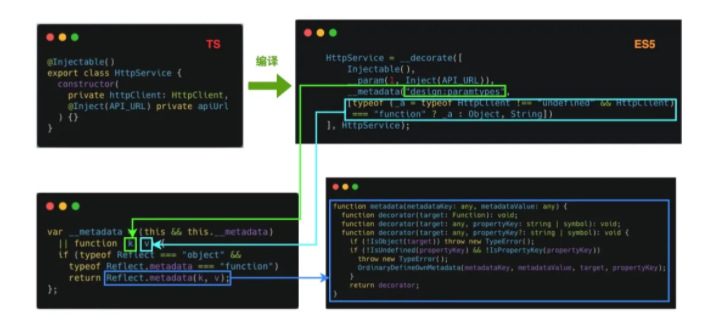 TS
@Injectable()
export class HttpService {
constructor(
private httpClient: HttpClient,
@Inject(API_URL) private apiUrl
) {}
}
编译
ES5
HttpService = __decorate([
Injectable(),
__param(1, Inject(API_URL)),
__metadata("design:paramtypes",
[typeof (_a = typeof HttpClient !== "undefined" && HttpClient)
=== "function" ? _a : Object, String])
], HttpService);
var __metadata = (this && this.__metadata)
|| function (k, v) {
if (typeof Reflect === "object" &&
typeof Reflect.metadata === "function")
return Reflect.metadata(k, v);
};
function metadata(metadataKey: any, metadataValue: any) {
function decorator(target: Function): void;
function decorator(target: any, propertyKey: string | symbol): void;
function decorator(target: any, propertyKey?: string | symbol): void {
if (!IsObject(target)) throw new TypeError();
if (!IsUndefined(propertyKey) && !IsPropertyKey(propertyKey))
throw new TypeError();
OrdinaryDefineOwnMetadata(metadataKey, metadataValue, target, propertyKey);
}
return decorator;
}